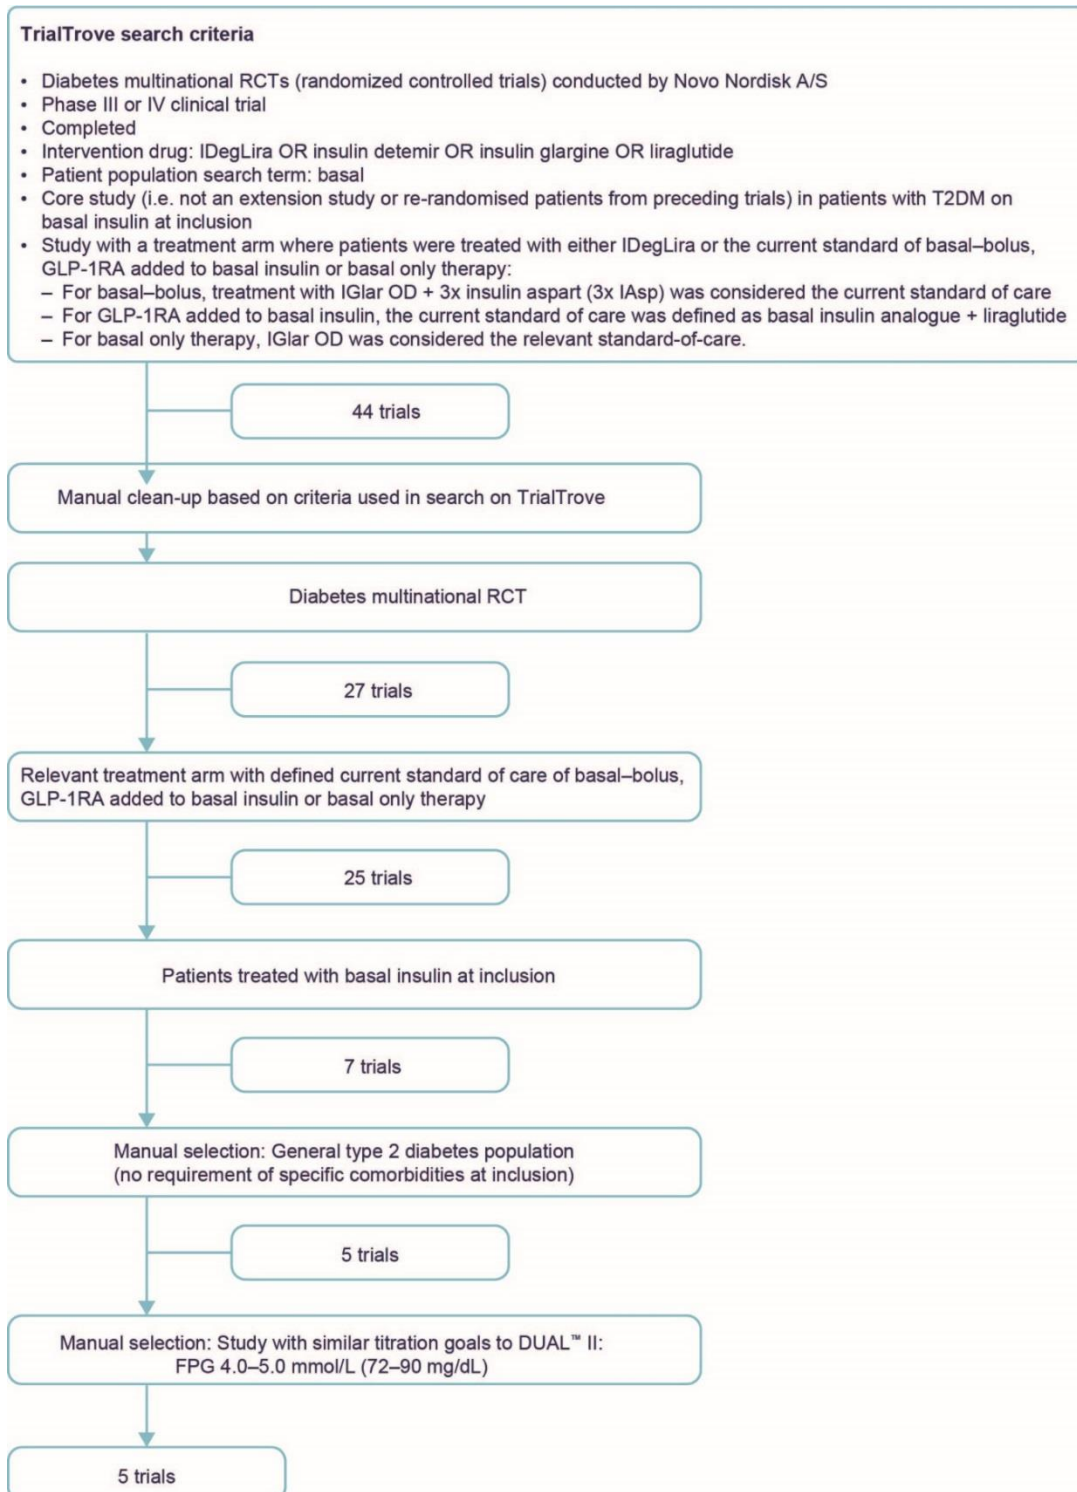 TrialTrove search criteria
• Diabetes multinational RCTs (randomized controlled trials) conducted by Novo Nordisk A/S
• Phase III or IV clinical trial
• Completed
• Intervention drug: IDegLira OR insulin detemir OR insulin glargine OR liraglutide
• Patient population search term: basal
• Core study (i.e. not an extension study or re-randomised patients from preceding trials) in patients with T2DM on
basal insulin at inclusion
• Study with a treatment arm where patients were treated with either IDegLira or the current standard of basal–bolus,
GLP-1RA added to basal insulin or basal only therapy:
– For basal–bolus, treatment with IGlar OD + 3x insulin aspart (3x IAsp) was considered the current standard of care
– For GLP-1RA added to basal insulin, the current standard of care was defined as basal insulin analogue + liraglutide
– For basal only therapy, IGlar OD was considered the relevant standard-of-care.
44 trials
Manual clean-up based on criteria used in search on TrialTrove
Diabetes multinational RCT
27 trials
Relevant treatment arm with defined current standard of care of basal–bolus,
GLP-1RA added to basal insulin or basal only therapy
25 trials
Patients treated with basal insulin at inclusion
7 trials
Manual selection: General type 2 diabetes population
(no requirement of specific comorbidities at inclusion)
5 trials
Manual selection: Study with similar titration goals to DUAL™ II:
FPG 4.0–5.0 mmol/L (72–90 mg/dL)
5 trials